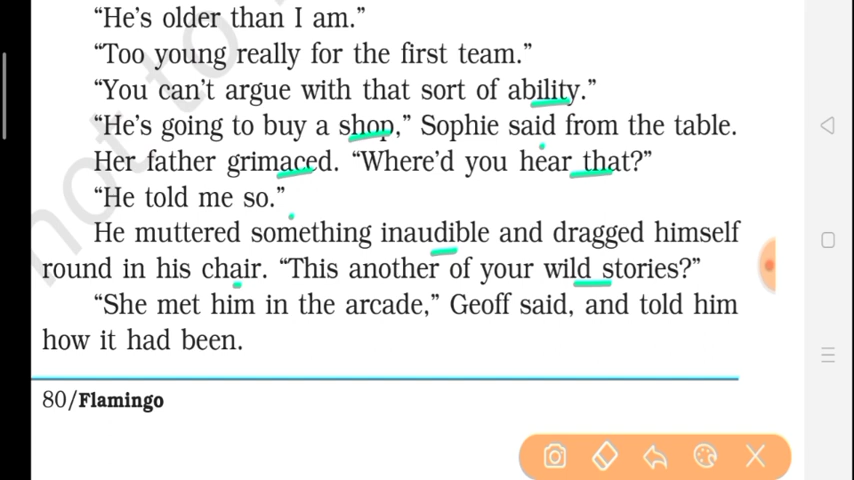 “He’s older than I am.”
“Too young really for the first team.”
“You can’t argue with that sort of ability.”
“He’s going to buy a shop,” Sophie said from the table.
Her father grimaced. “Where’d you hear that?”
“He told me so.”
He muttered something inaudible and dragged himself
round in his chair. “This another of your wild stories?”
“She met him in the arcade,” Geoff said, and told him
how it had been.
80/Flamingo
not to